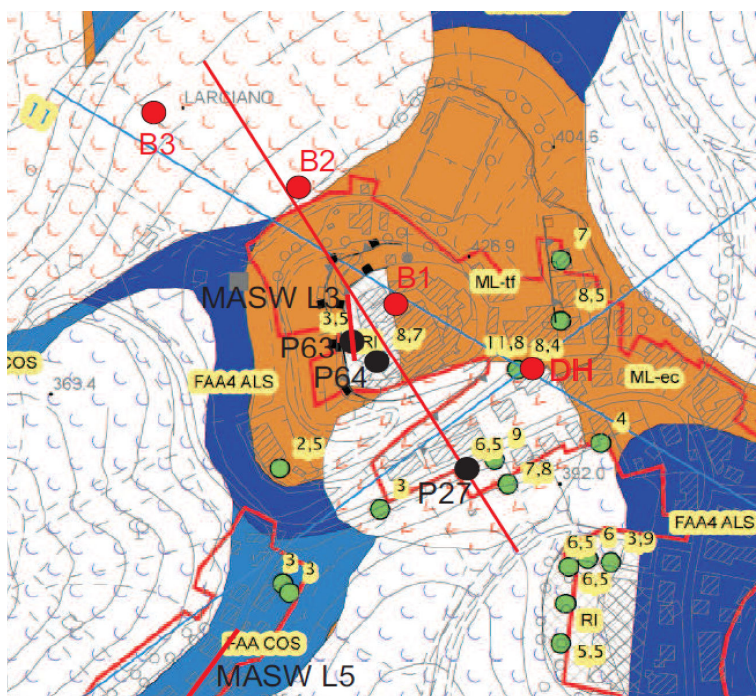 LARCIANO
11
B3
404.6
B2
7
426.9
MASW L3
B1
ML-tf
8,5
3,5
P63
RI
8,7
11,8
8,4
P64
DH
COS
369.4
FAA4 ALS
ML-ec
4
2,5
6,5
9
3
7,8
P27
392.0
FAA4 ALS
6,5
6
3,9
3
3
6,5
RI
FAA COS
5,5
MASW L5